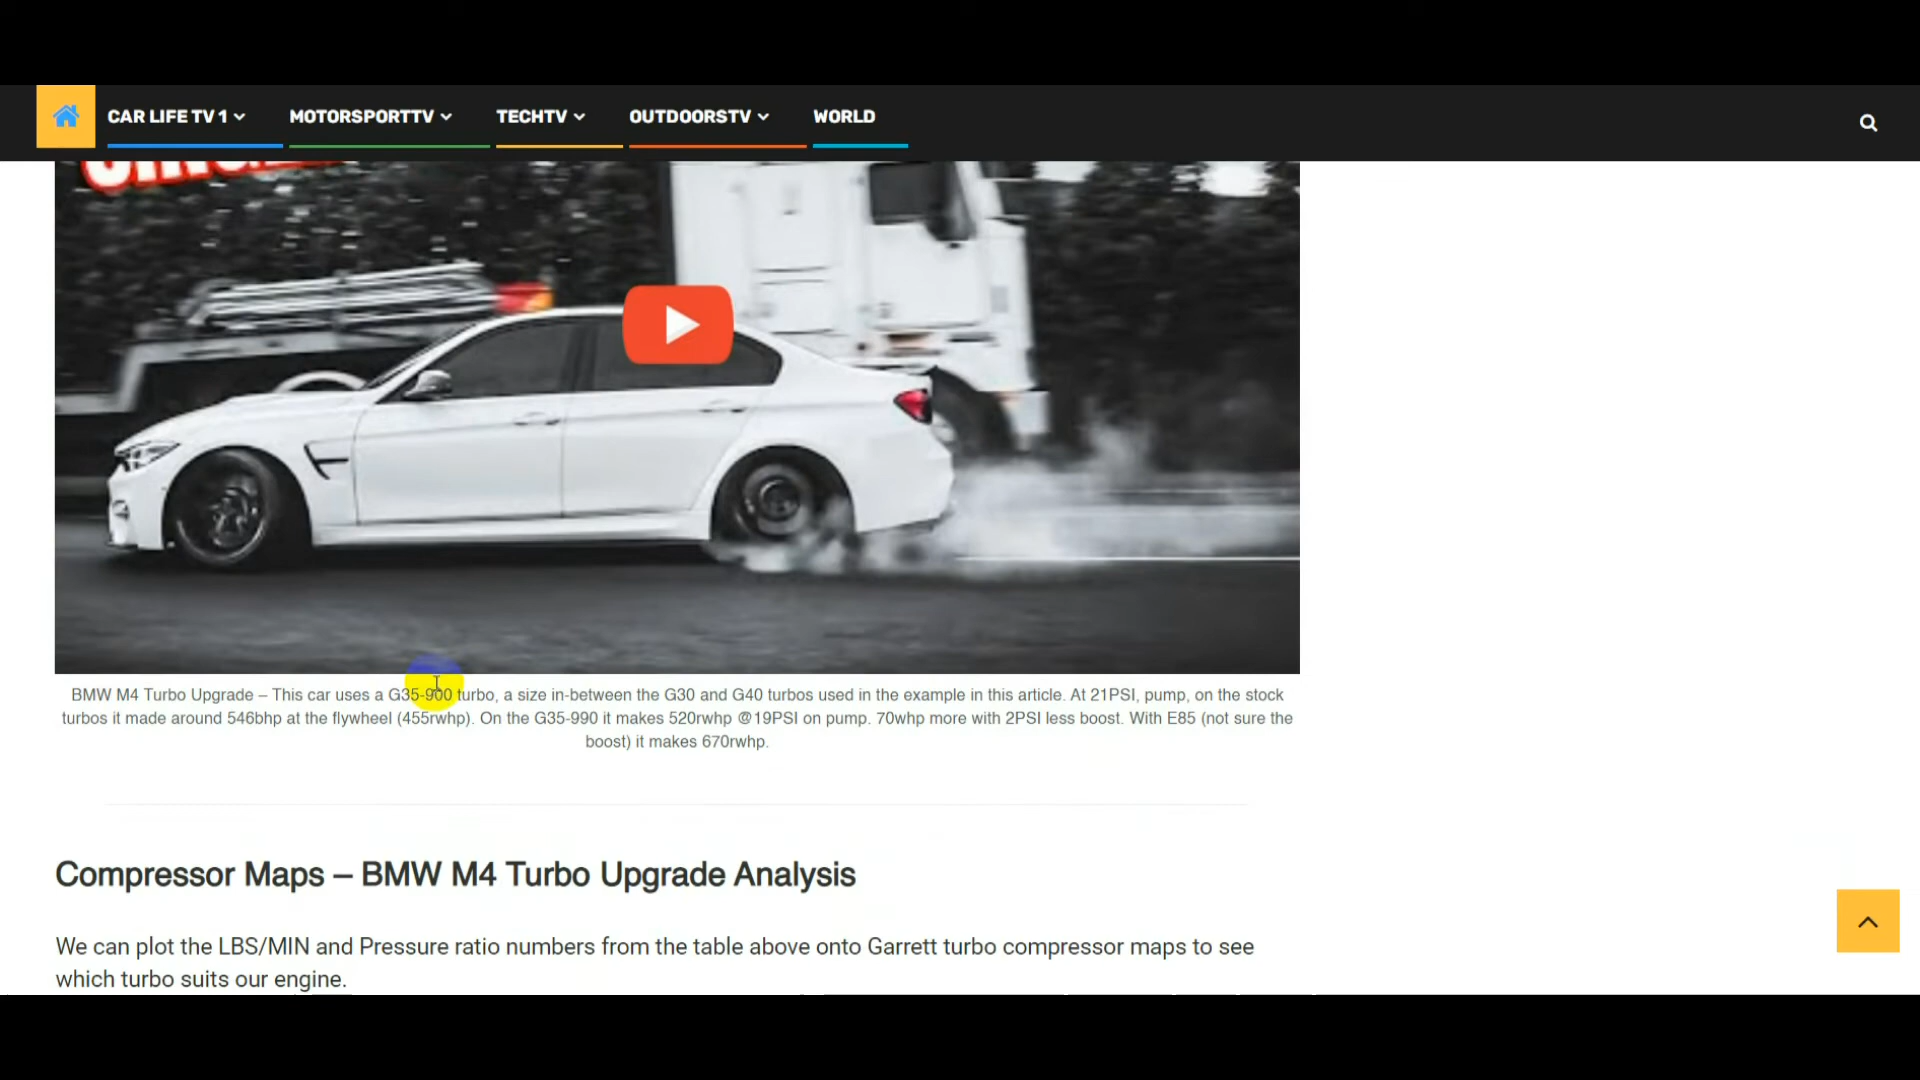 CAR LIFE TV 1 MOTORSPORTTV TECHTV OUTDOORSTV WORLD
BMW M4 Turbo Upgrade – This car uses a G35-900 turbo, a size in-between the G30 and G40 turbos used in the example in this article. At 21PSI, pump, on the stock
turbos it made around 546bhp at the flywheel (455rwhp). On the G35-990 it makes 520rwhp @19PSI on pump. 70whp more with 2PSI less boost. With E85 (not sure the
boost) it makes 670rwhp.
Compressor Maps – BMW M4 Turbo Upgrade Analysis
We can plot the LBS/MIN and Pressure ratio numbers from the table above onto Garrett turbo compressor maps to see
which turbo suits our engine.